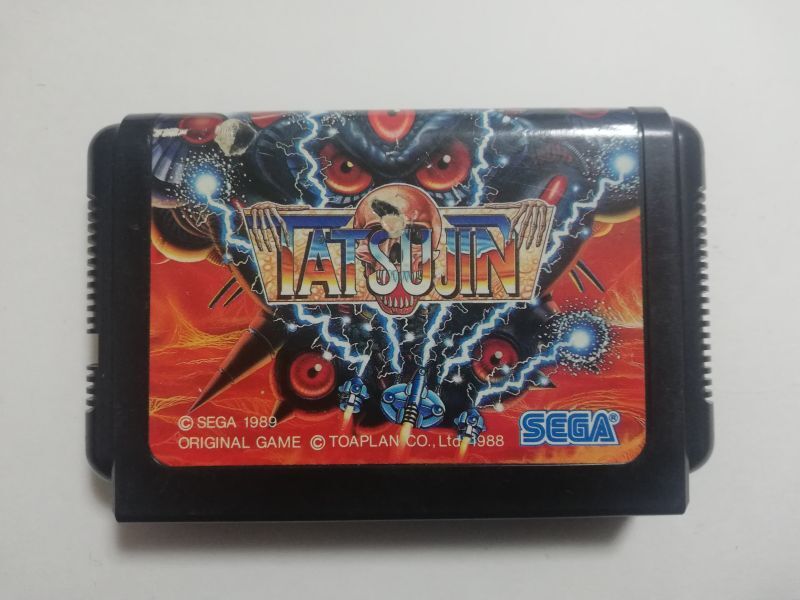 TATSUJIN
© SEGA 1989
ORIGINAL GAME © TOAPLAN CO., Ltd. 1988
SEGA®